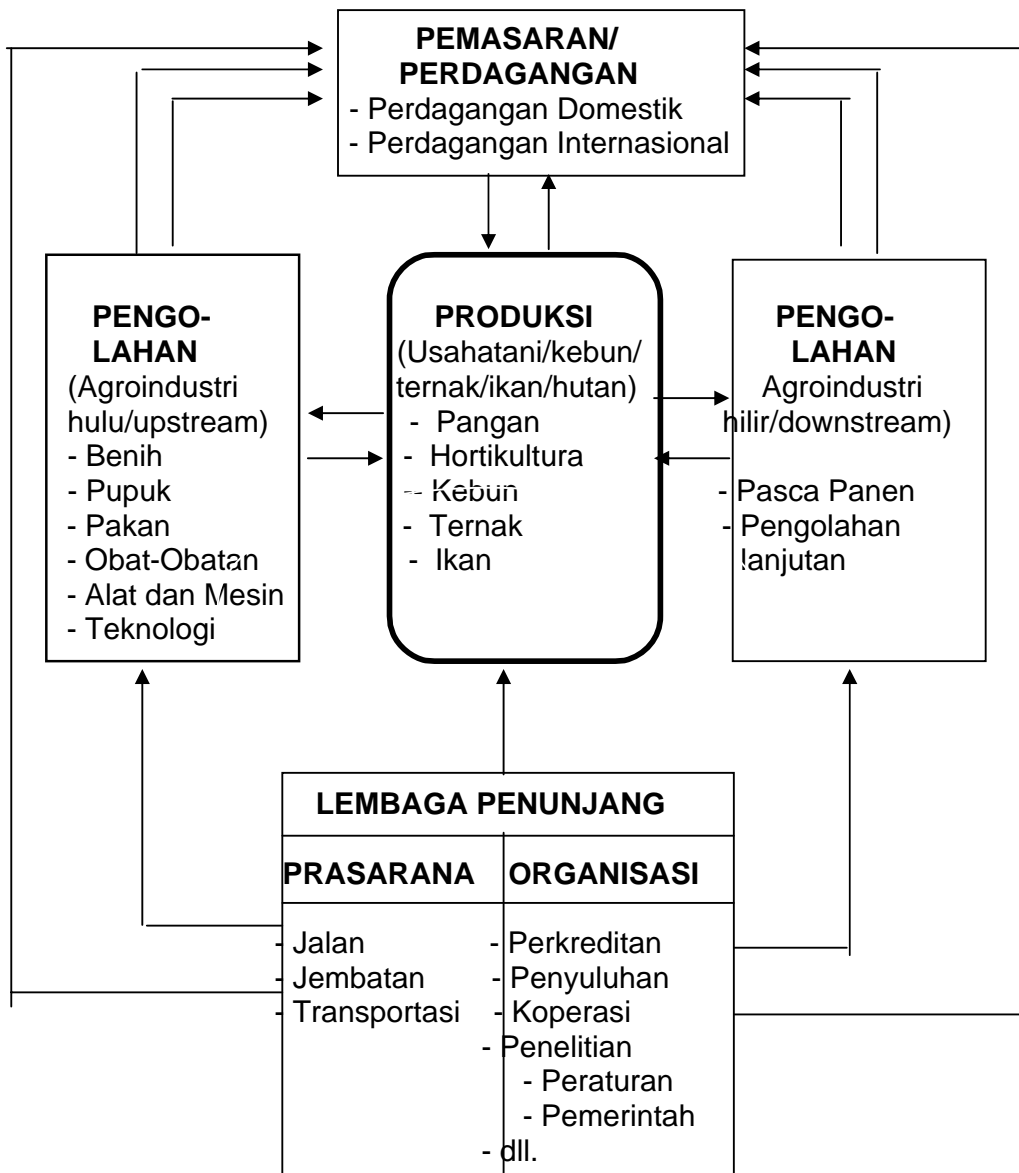 PEMASARAN/
PERDAGANGAN
- Perdagangan Domestik
- Perdagangan Internasional
PENGO-
LAHAN
(Agroindustri
hulu/upstream)
- Benih
- Pupuk
- Pakan
- Obat-Obatan
- Alat dan Mesin
- Teknologi
PRODUKSI
(Usahatani/kebun/
ternak/ikan/hutan)
- Pangan
- Hortikultura
- Kebun
- Ternak
- Ikan
PENGO-
LAHAN
Agroindustri
hilir/downstream)
- Pasca Panen
- Pengolahan
lanjutan
LEMBAGA PENUNJANG
PRASARANA
- Jalan
- Jembatan
- Transportasi
ORGANISASI
- Perkreditan
- Penyuluhan
- Koperasi
- Penelitian
- Peraturan
- Pemerintah
- dll.